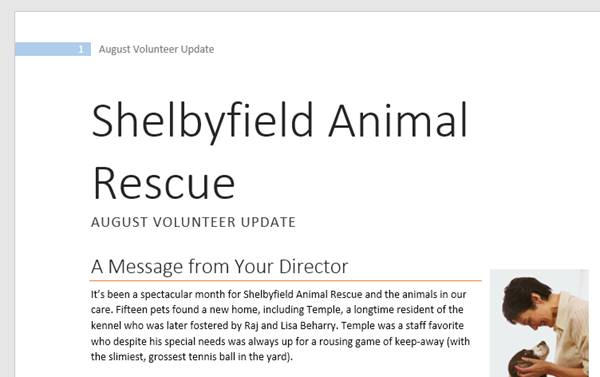 1 August Volunteer Update
Shelbyfield Animal
Rescue
AUGUST VOLUNTEER UPDATE
A Message from Your Director
It's been a spectacular month for Shelbyfield Animal Rescue and the animals in our
care. Fifteen pets found a new home, including Temple, a longtime resident of the
kennel who was later fostered by Raj and Lisa Beharry. Temple was a staff favorite
who despite his special needs was always up for a rousing game of keep-away (with
the slimiest, grossest tennis ball in the yard).